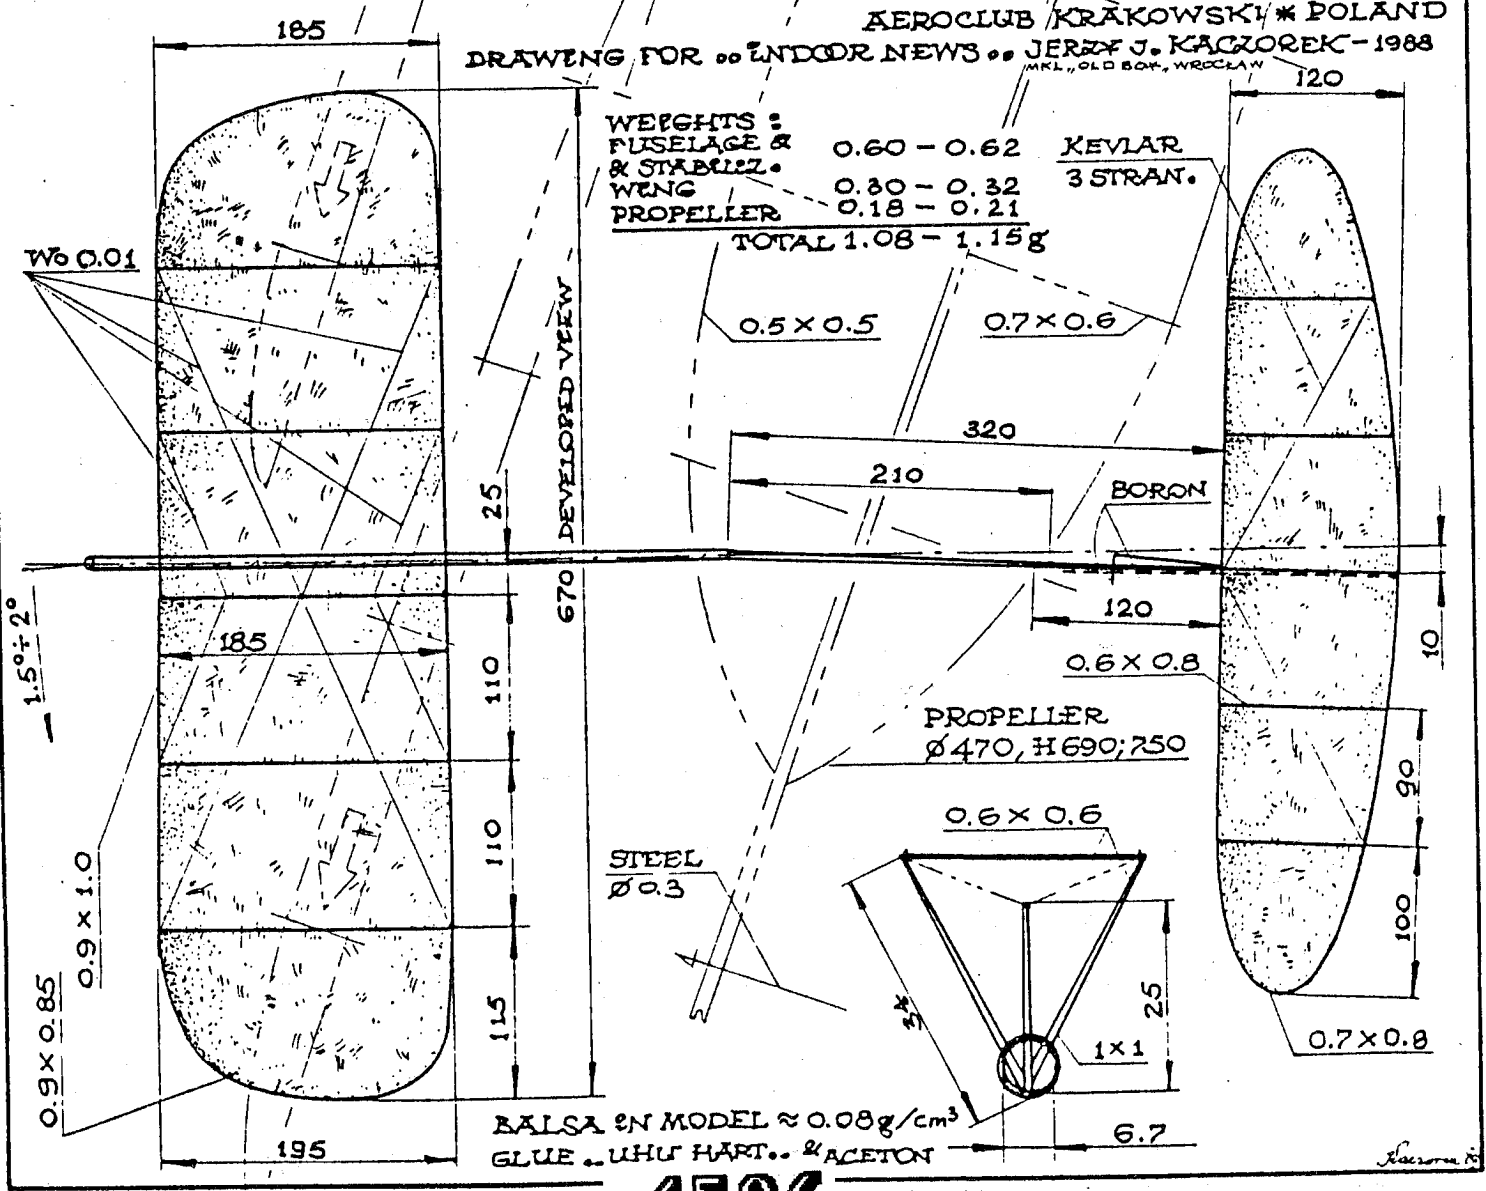 AEROCLUB KRAKOWSKI * POLAND
DRAWING FOR „INDOOR NEWS„ JERZY J. KACZOREK - 1988
MKL „OLD BOY„ WROCŁAW
185
120
WEIGHTS :
FUSELAGE &
& STABILIZ. 0.60 - 0.62
WING 0.30 - 0.32
PROPELLER 0.18 - 0.21
TOTAL 1.08 - 1.15g
KEVLAR
3 STRAN.
Wo 0.01
0.5 × 0.5
0.7 × 0.6
670 DEVELOPED VIEW
320
210
25
BORON
1.5° ÷ 2°
185
110
120
10
0.6 × 0.8
PROPELLER
Ø 470, H 690; 750
110
90
0.6 × 0.6
STEEL
Ø 0.3
0.9 × 1.0
34
25
100
0.9 × 0.85
115
1×1
0.7 × 0.8
BALSA IN MODEL ≈ 0.08g/cm³
GLUE „UHU HART„ & ACETON
6.7
195